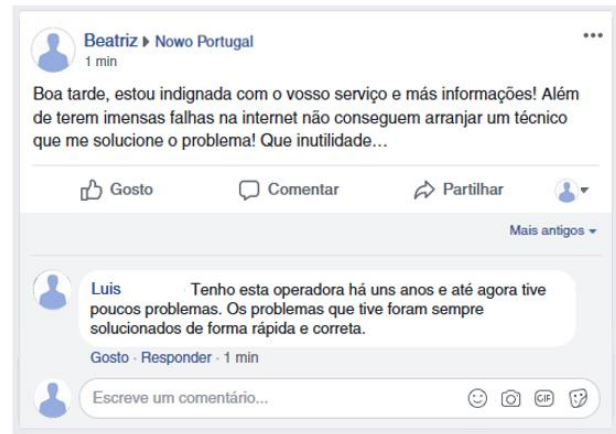 Beatriz Nowo Portugal
1 min
Boa tarde, estou indignada com o vosso serviço e más informações! Além
de terem imensas falhas na internet não conseguem arranjar um técnico
que me solucione o problema! Que inutilidade...
Gosto Comentar Partilhar
Mais antigos
Luis Tenho esta operadora há uns anos e até agora tive
poucos problemas. Os problemas que tive foram sempre
solucionados de forma rápida e correta.
Gosto · Responder · 1 min
Escreve um comentário... GIF